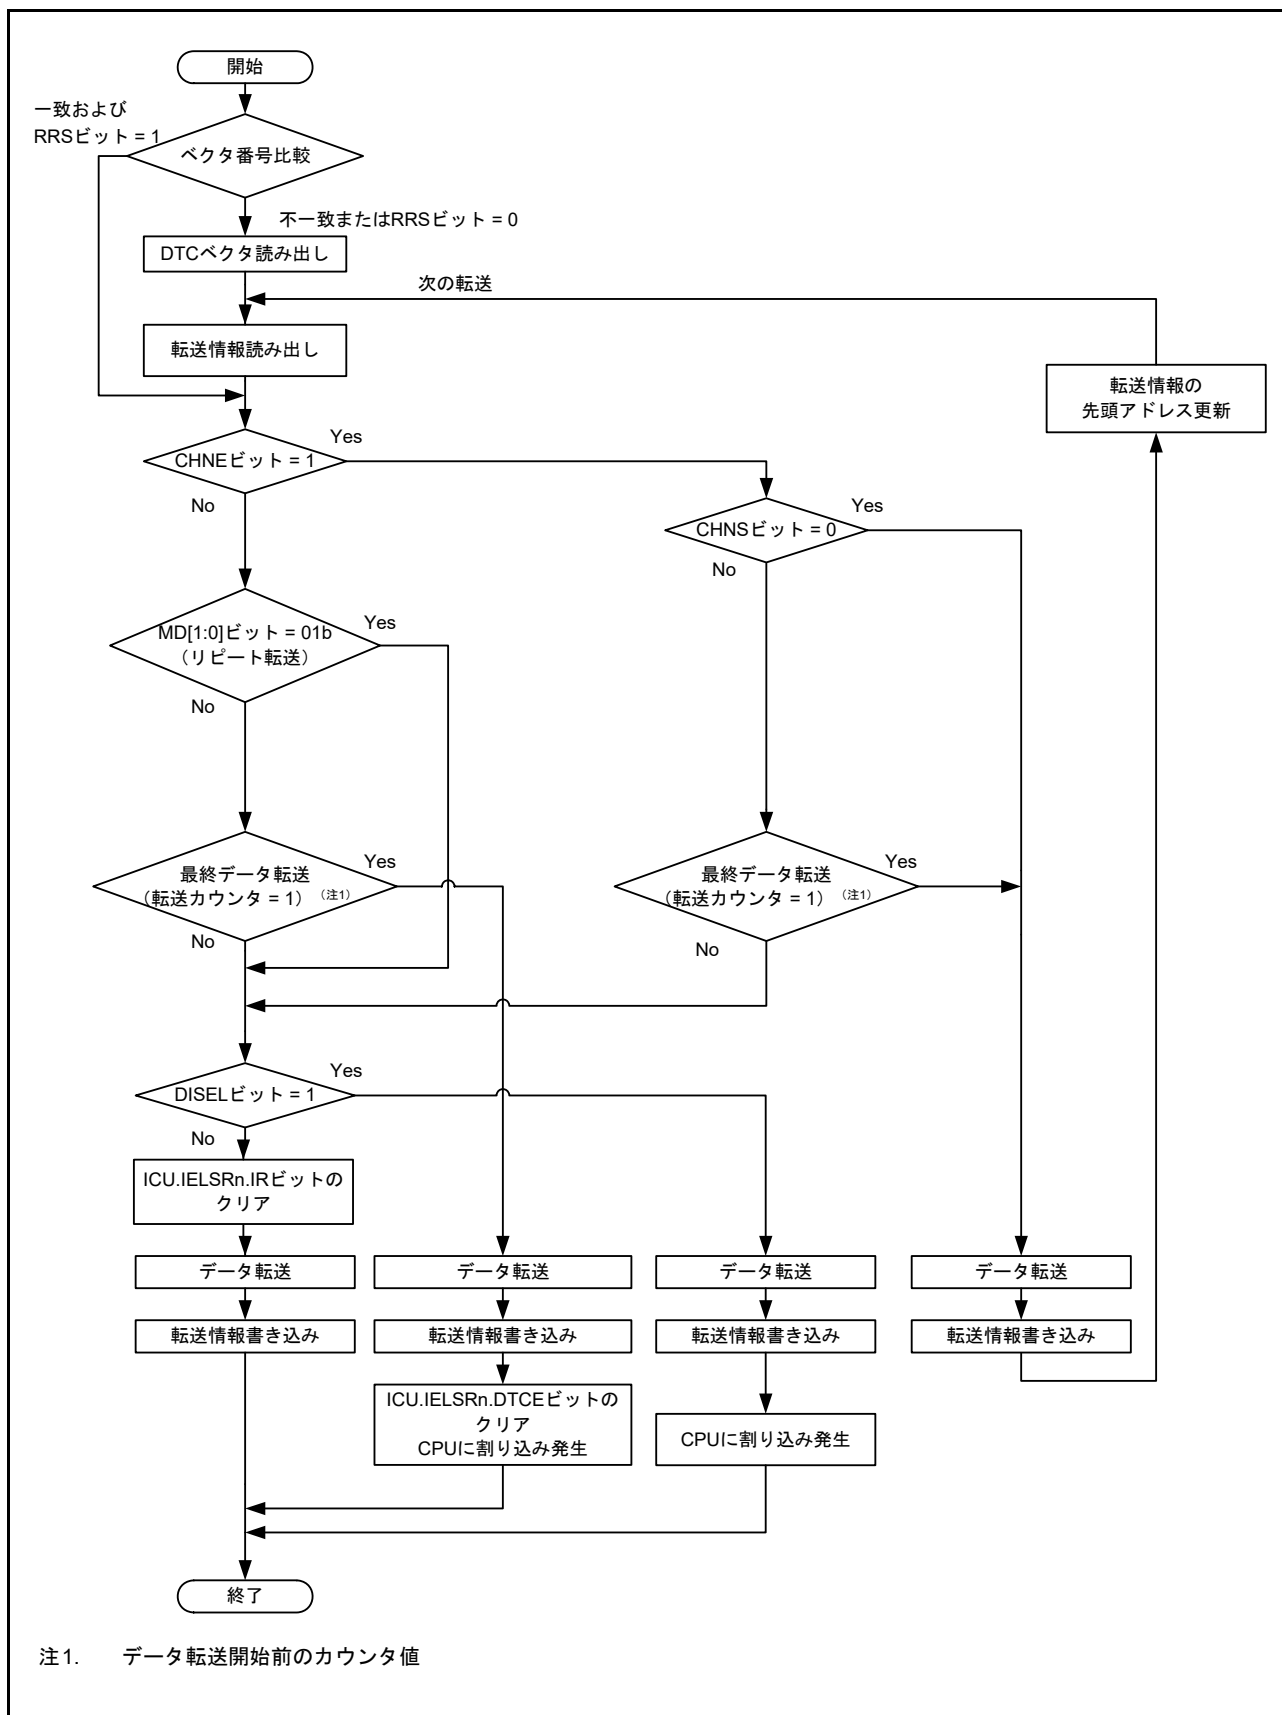 開始
一致および
RRSビット = 1
ベクタ番号比較
不一致またはRRSビット = 0
DTCベクタ読み出し
次の転送
転送情報読み出し
転送情報の
先頭アドレス更新
Yes
CHNEビット = 1
No
Yes
CHNSビット = 0
No
MD[1:0]ビット = 01b
（リピート転送）
Yes
No
最終データ転送
（転送カウンタ = 1）（注1）
Yes
No
最終データ転送
（転送カウンタ = 1）（注1）
Yes
No
Yes
DISELビット = 1
No
ICU.IELSRn.IRビットの
クリア
データ転送
データ転送
データ転送
データ転送
転送情報書き込み
転送情報書き込み
転送情報書き込み
転送情報書き込み
ICU.IELSRn.DTCEビットの
クリア
CPUに割り込み発生
CPUに割り込み発生
終了
注1. データ転送開始前のカウンタ値